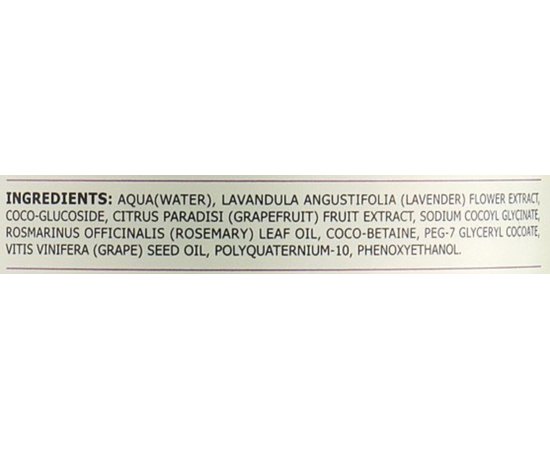 INGREDIENTS: AQUA(WATER), LAVANDULA ANGUSTIFOLIA (LAVENDER) FLOWER EXTRACT,
COCO-GLUCOSIDE, CITRUS PARADISI (GRAPEFRUIT) FRUIT EXTRACT, SODIUM COCOYL GLYCINATE,
ROSMARINUS OFFICINALIS (ROSEMARY) LEAF OIL, COCO-BETAINE, PEG-7 GLYCERYL COCOATE,
VITIS VINIFERA (GRAPE) SEED OIL, POLYQUATERNIUM-10, PHENOXYETHANOL.